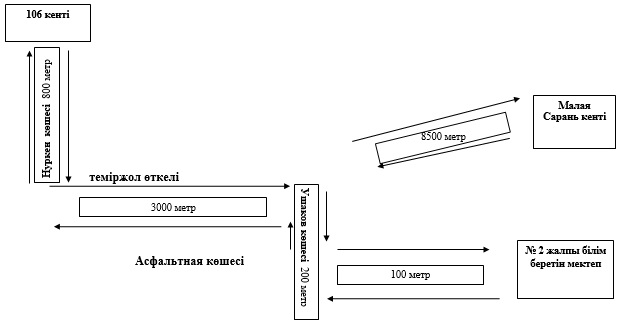 106 кенті
Нуркен көшесі 800 метр
Малая
Сарань кенті
8500 метр
теміржол өткелі
3000 метр
Ушаков көшесі 200 метр
Асфальтная көшесі
№ 2 жалпы білім
беретін мектеп
100 метр